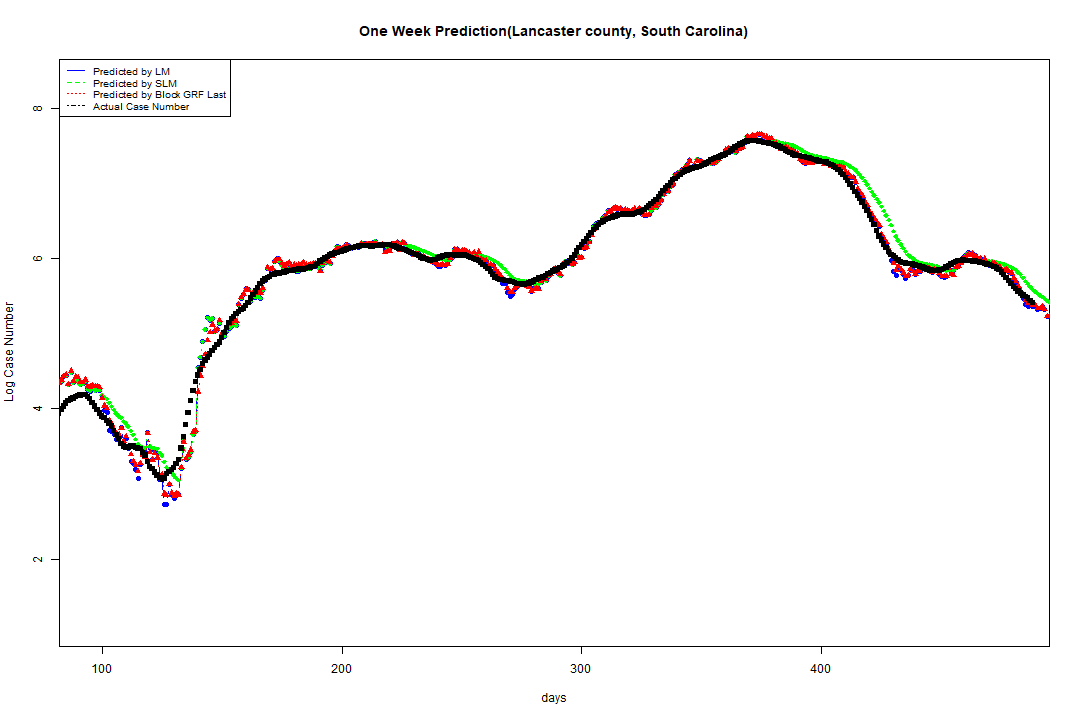 One Week Prediction(Lancaster county, South Carolina)
Predicted by LM
Predicted by SLM
Predicted by Block GRF Last
Actual Case Number
8
6
4
2
Log Case Number
100 200 300 400
days